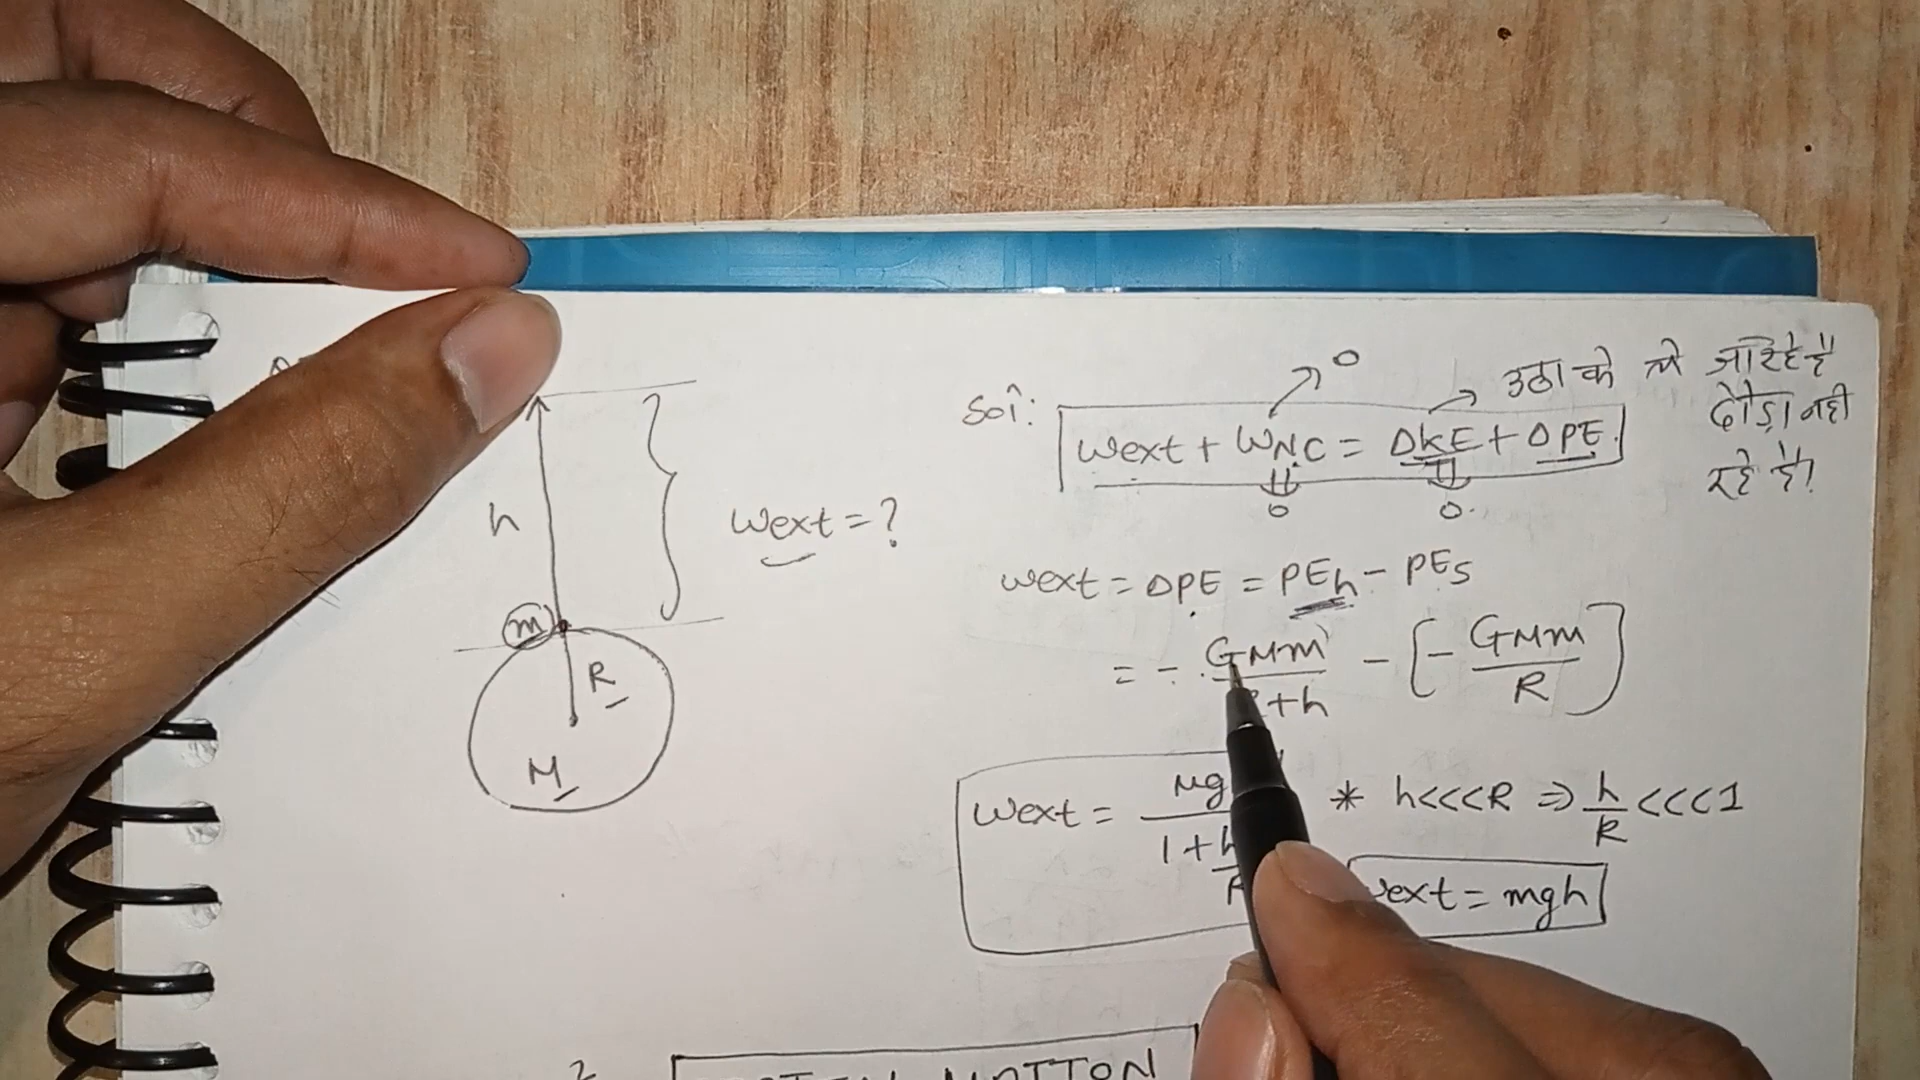 h
Wext = ?
m
R
M
Sol:
0
उठा के ले जा रहे है
दौड़ा नही
रहे है!
Wext + WNC = ΔKE + ΔPE.
0 0.
Wext = ΔPE = PEh - PES
= - GMm / R+h - [- GMm / R]
Wext = Mg / 1 + h * h<<<R ⇒ h/R <<<1
Wext = mgh
MOTION